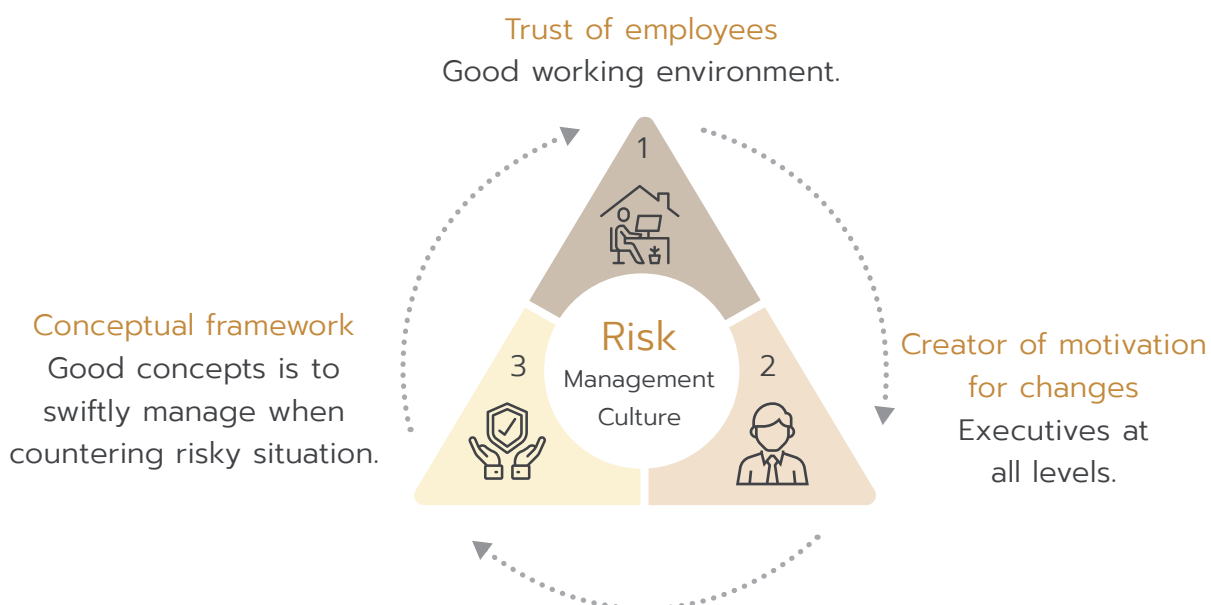 Trust of employees
Good working environment.
1
Risk
Management
Culture
2
3
Creator of motivation
for changes
Executives at
all levels.
Conceptual framework
Good concepts is to
swiftly manage when
countering risky situation.